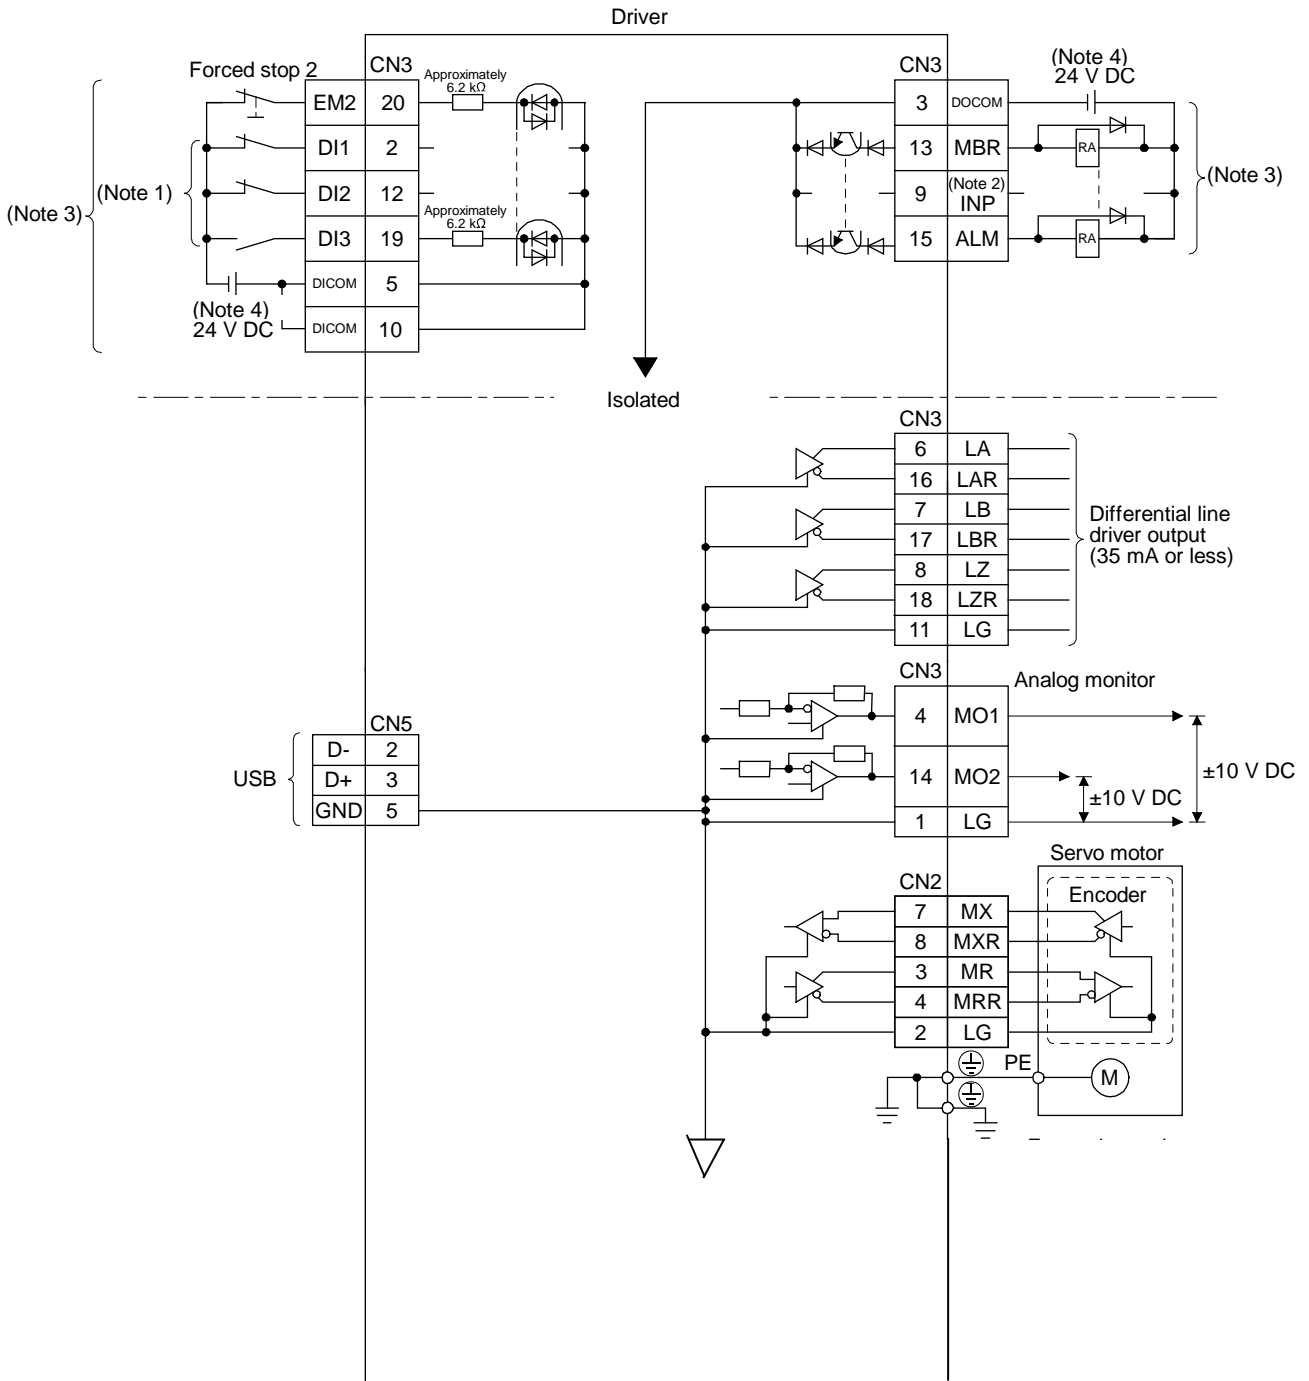 Driver
Forced stop 2
CN3
Approximately
6.2 kΩ
EM2 20
DI1 2
DI2 12
DI3 19
Approximately
6.2 kΩ
DICOM 5
DICOM 10
(Note 1)
(Note 3)
(Note 4)
24 V DC
CN3
(Note 4)
24 V DC
3 DOCOM
13 MBR
RA
9 (Note 2)
INP
15 ALM
RA
(Note 3)
Isolated
CN3
6 LA
16 LAR
7 LB
17 LBR
8 LZ
18 LZR
11 LG
Differential line
driver output
(35 mA or less)
CN3
Analog monitor
4 MO1
14 MO2
1 LG
±10 V DC
±10 V DC
CN5
USB
D- 2
D+ 3
GND 5
Servo motor
Encoder
CN2
7 MX
8 MXR
3 MR
4 MRR
2 LG
PE
M